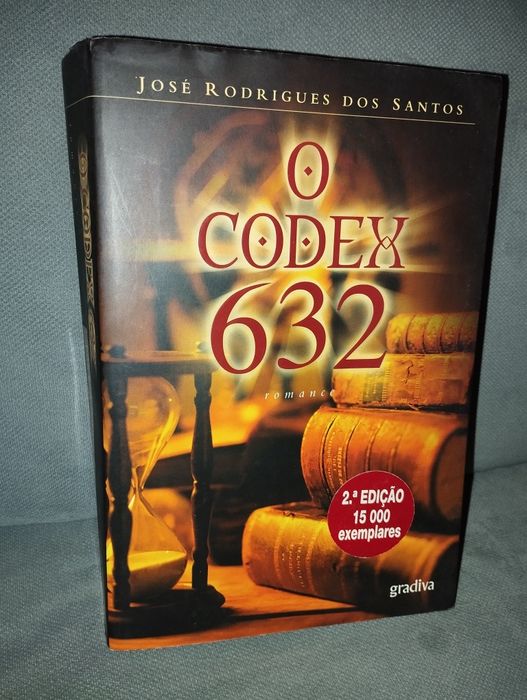 JOSÉ RODRIGUES DOS SANTOS
O
CODEX
632
romance
2.ª EDIÇÃO
15 000
exemplares
gradiva
O CODEX 632